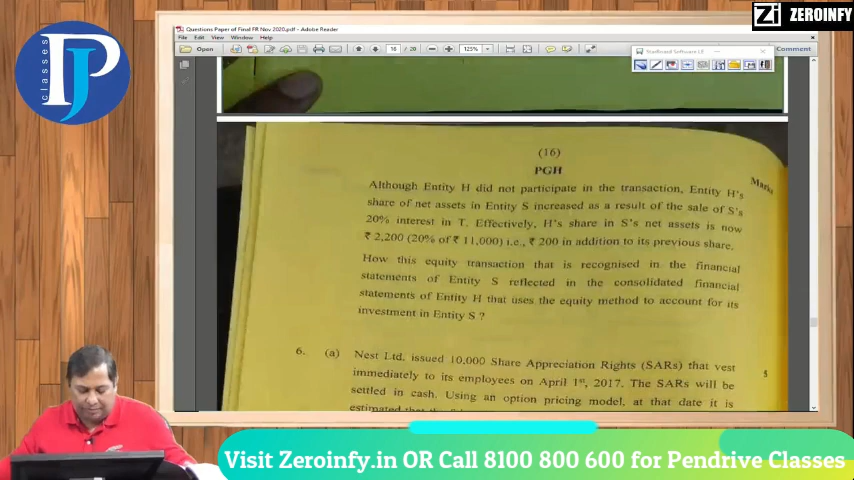 Questions Paper of Final FR Nov 2020.pdf - Adobe Reader
File Edit View Window Help
Open
16 / 20
125%
StarBoard Software LE
Comment
Zi ZEROINFY
PJ classes
(16)
PGH
Marks
Although Entity H did not participate in the transaction, Entity H's
share of net assets in Entity S increased as a result of the sale of S's
20% interest in T. Effectively, H's share in S's net assets is now
₹ 2,200 (20% of ₹ 11,000) i.e., ₹ 200 in addition to its previous share.
How this equity transaction that is recognised in the financial
statements of Entity S reflected in the consolidated financial
statements of Entity H that uses the equity method to account for its
investment in Entity S ?
6. (a) Nest Ltd. issued 10,000 Share Appreciation Rights (SARs) that vest 5
immediately to its employees on April 1st, 2017. The SARs will be
settled in cash. Using an option pricing model, at that date it is
estimated that the
Visit Zeroinfy.in OR Call 8100 800 600 for Pendrive Classes